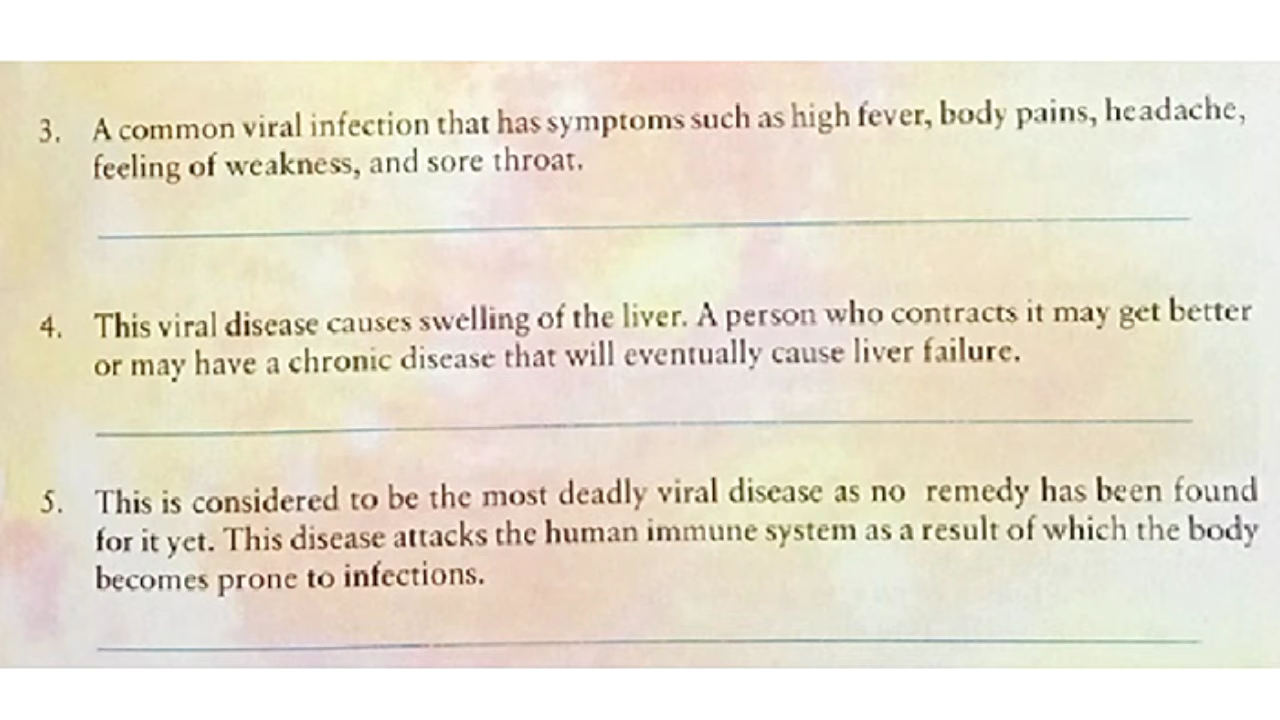 3. A common viral infection that has symptoms such as high fever, body pains, headache,
feeling of weakness, and sore throat.
4. This viral disease causes swelling of the liver. A person who contracts it may get better
or may have a chronic disease that will eventually cause liver failure.
5. This is considered to be the most deadly viral disease as no remedy has been found
for it yet. This disease attacks the human immune system as a result of which the body
becomes prone to infections.